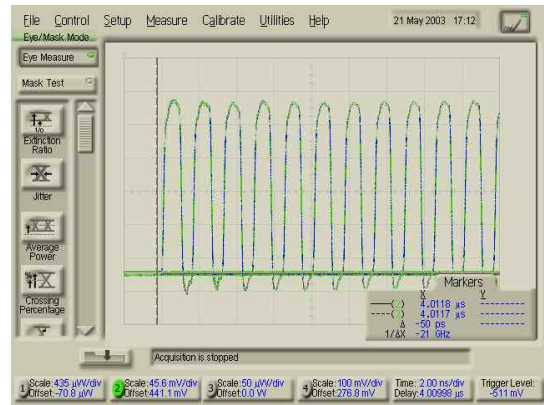 File Control Setup Measure Calibrate Utilities Help 21 May 2003 17:12
Eye/Mask Mode
Eye Measure
Mask Test
Extinction
Ratio
Jitter
Average
Power
Crossing
Percentage
Markers
X Y
4.0118 µs
4.0117 µs
Δ -50 ps
1/ΔX -21 GHz
Acquisition is stopped
1 Scale:435 µW/div 2 Scale:45.6 mV/div 3 Scale:50 µW/div 4 Scale:100 mV/div Time: 2.00 ns/div Trigger Level:
Offset:-70.8 µW Offset:441.1 mV Offset:0.0 W Offset:276.8 mV Delay:4.00998 µs -511 mV